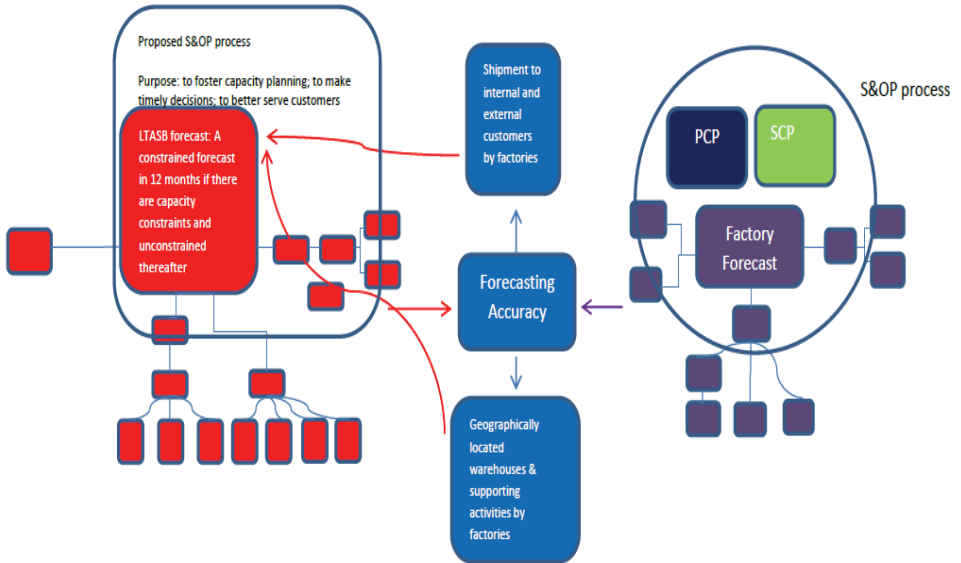 Proposed S&OP process
Purpose: to foster capacity planning; to make
timely decisions; to better serve customers
LTASB forecast: A
constrained forecast
in 12 months if there
are capacity
constraints and
unconstrained
thereafter
Shipment to
internal and
external
customers
by factories
Forecasting
Accuracy
Geographically
located
warehouses &
supporting
activities by
factories
S&OP process
PCP
SCP
Factory
Forecast